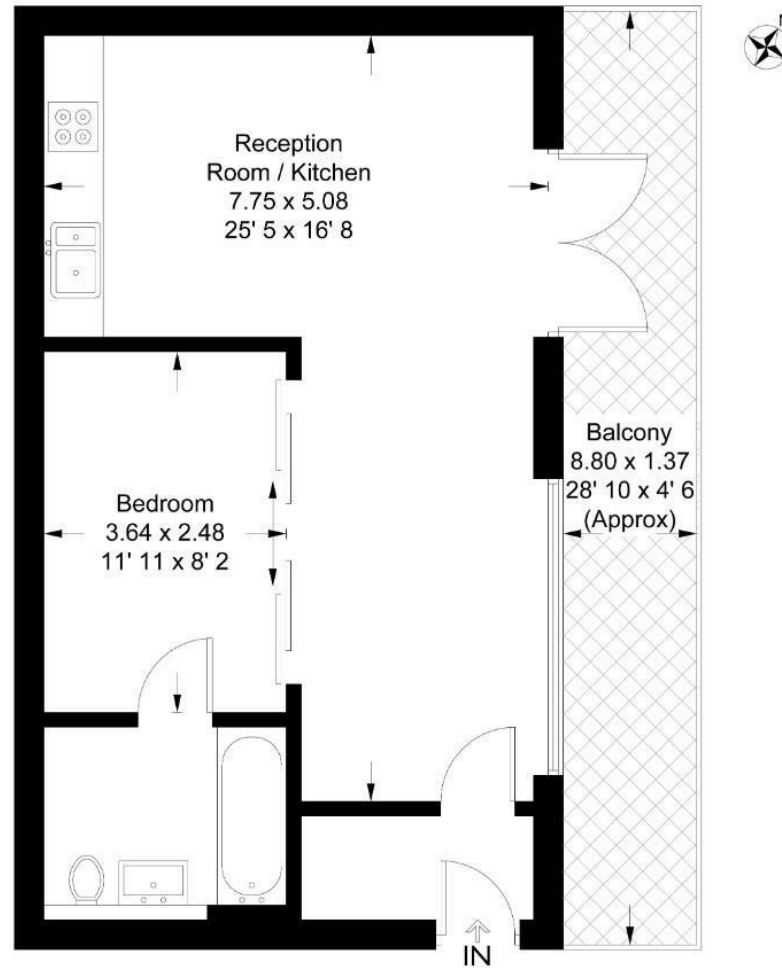 N
Reception
Room / Kitchen
7.75 x 5.08
25' 5 x 16' 8
Balcony
8.80 x 1.37
28' 10 x 4' 6
(Approx)
Bedroom
3.64 x 2.48
11' 11 x 8' 2
IN